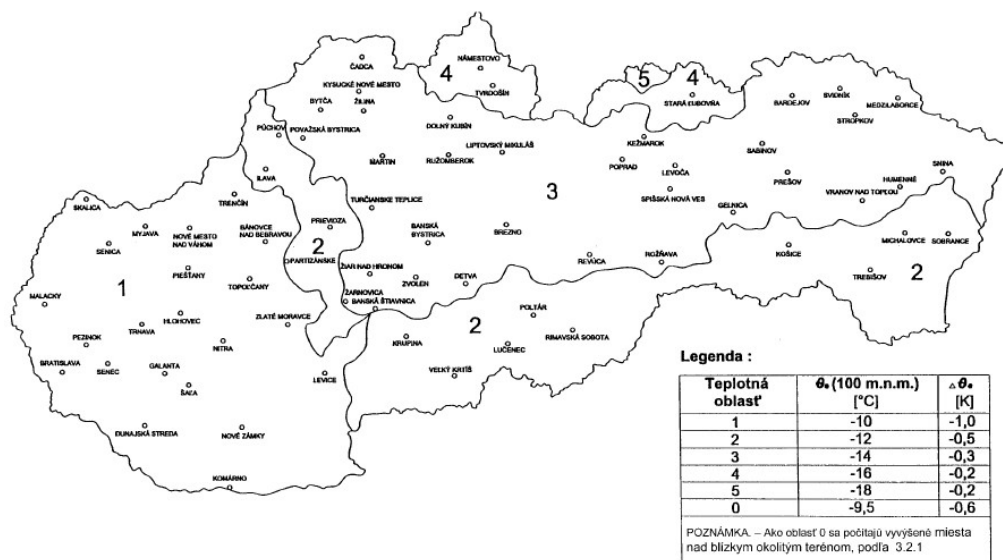 ČADCA
NÁMESTOVO
4
TVRDOŠÍN
KYSUCKÉ NOVÉ MESTO
BYTČA
ŽILINA
5
4
STARÁ ĽUBOVŇA
BARDEJOV
SVIDNÍK
MEDZILABORCE
STROPKOV
PÚCHOV
POVAŽSKÁ BYSTRICA
DOLNÝ KUBÍN
MARTIN
RUŽOMBEROK
LIPTOVSKÝ MIKULÁŠ
KEŽMAROK
POPRAD
LEVOČA
SABINOV
PREŠOV
SNINA
HUMENNÉ
VRANOV NAD TOPĽOU
ILAVA
3
SPIŠSKÁ NOVÁ VES
GELNICA
SKALICA
TRENČÍN
TURČIANSKE TEPLICE
MYJAVA
NOVÉ MESTO
NAD VÁHOM
BÁNOVCE
NAD BEBRAVOU
PRIEVIDZA
BANSKÁ
BYSTRICA
BREZNO
SENICA
2
PARTIZÁNSKE
REVÚCA
ROŽŇAVA
KOŠICE
MICHALOVCE
SOBRANCE
TREBIŠOV
2
1
PIEŠŤANY
TOPOĽČANY
ŽIAR NAD HRONOM
ZVOLEN
DETVA
MALACKY
ŽARNOVICA
BANSKÁ ŠTIAVNICA
HLOHOVEC
TRNAVA
ZLATÉ MORAVCE
2
POLTÁR
RIMAVSKÁ SOBOTA
PEZINOK
NITRA
KRUPINA
LUČENEC
BRATISLAVA
SENEC
GALANTA
ŠAĽA
LEVICE
VEĽKÝ KRTÍŠ
DUNAJSKÁ STREDA
NOVÉ ZÁMKY
KOMÁRNO
Legenda :
Teplotná oblasť θe (100 m.n.m.) [°C] △θe [K]
1 -10 -1,0
2 -12 -0,5
3 -14 -0,3
4 -16 -0,2
5 -18 -0,2
0 -9,5 -0,6
POZNÁMKA. – Ako oblasť 0 sa počítajú vyvýšené miesta
nad blízkym okolitým terénom, podľa 3.2.1